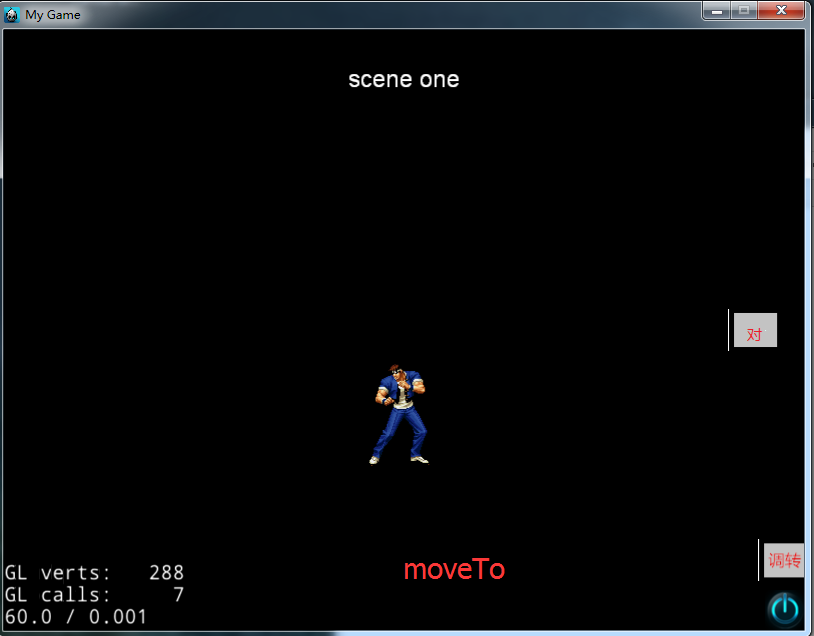 My Game
scene one
对
moveTo
调转
GL verts: 288
GL calls: 7
60.0 / 0.001